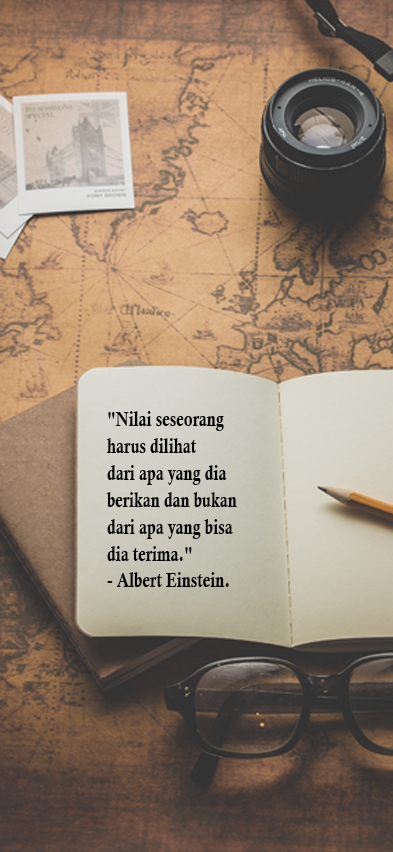 SPECIAL
"Nilai seseorang
harus dilihat
dari apa yang dia
berikan dan bukan
dari apa yang bisa
dia terima."
- Albert Einstein.